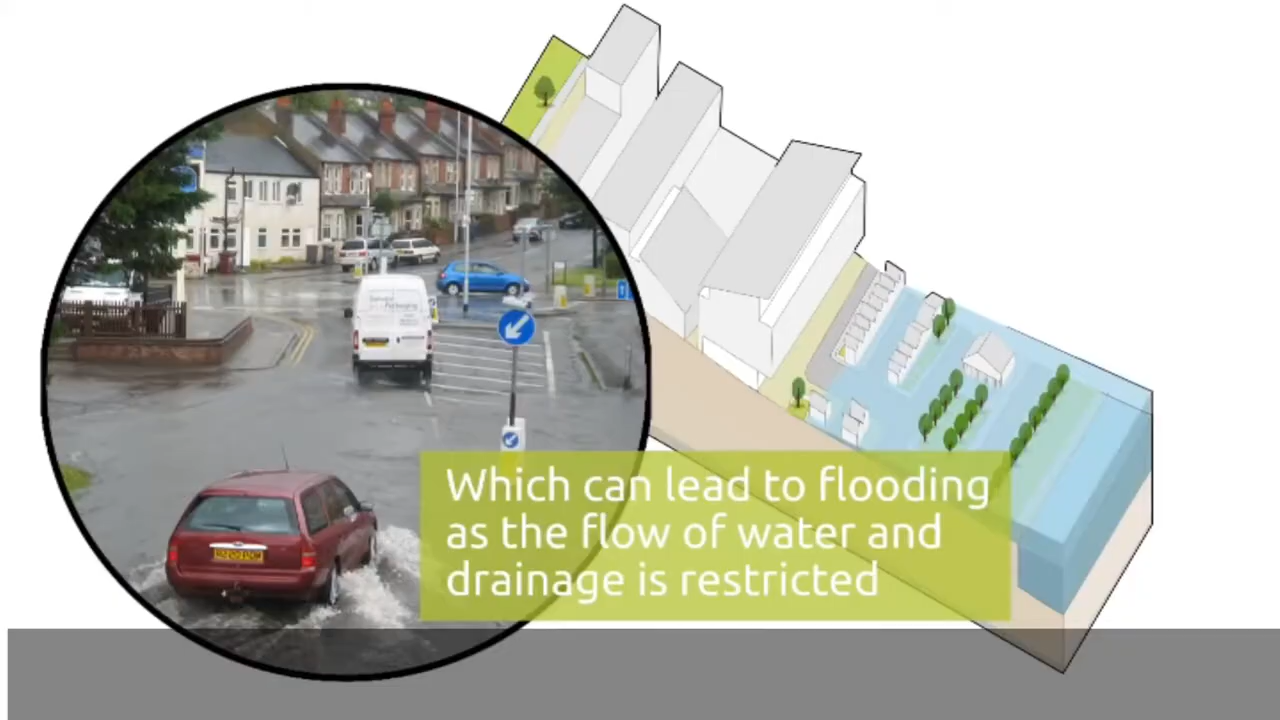 Which can lead to flooding
as the flow of water and
drainage is restricted